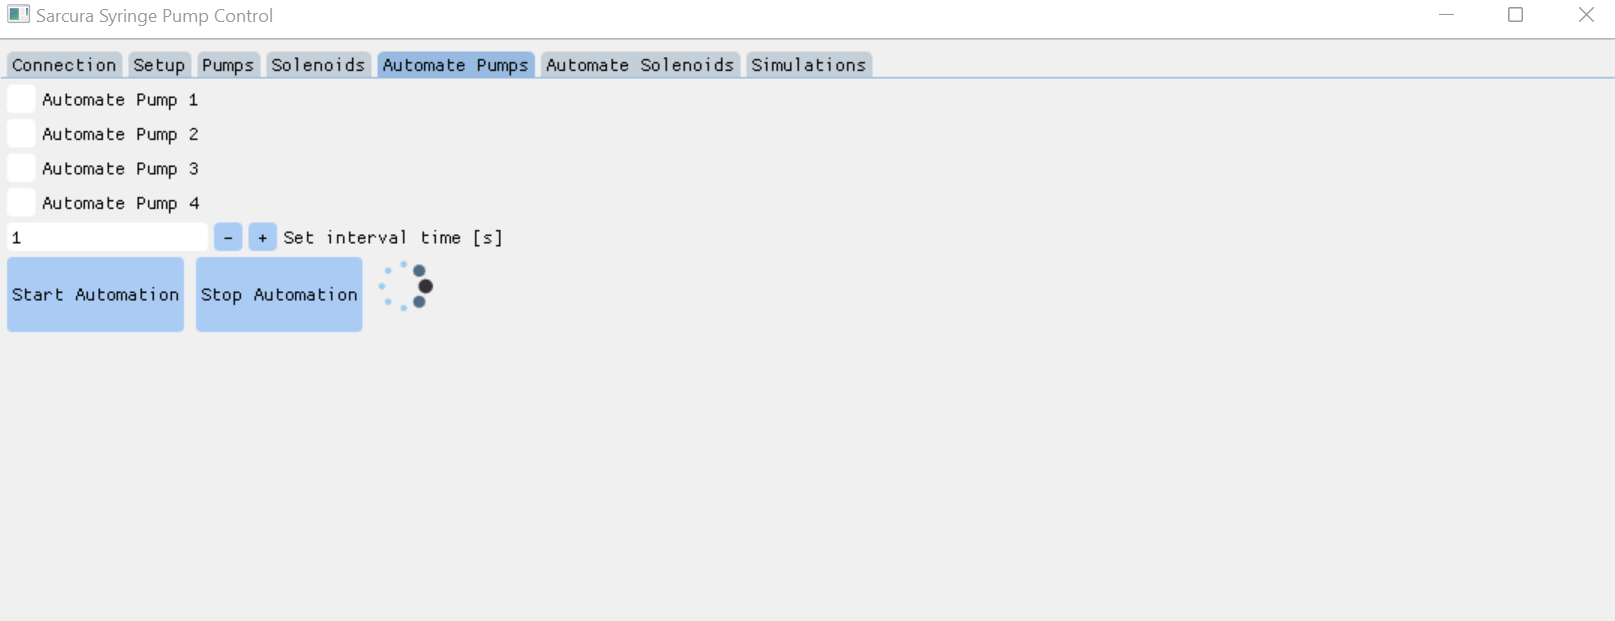 Sarcura Syringe Pump Control
Connection Setup Pumps Solenoids Automate Pumps Automate Solenoids Simulations
Automate Pump 1
Automate Pump 2
Automate Pump 3
Automate Pump 4
1 - + Set interval time [s]
Start Automation Stop Automation